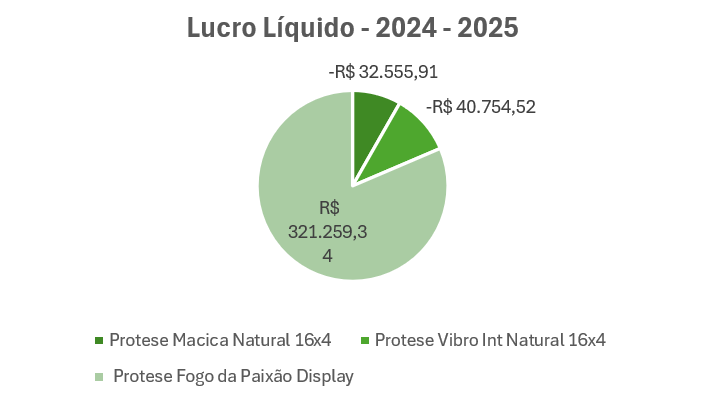 Lucro Líquido - 2024 - 2025
-R$ 32.555,91
-R$ 40.754,52
R$
321.259,3
4
Protese Macica Natural 16x4
Protese Vibro Int Natural 16x4
Protese Fogo da Paixão Display